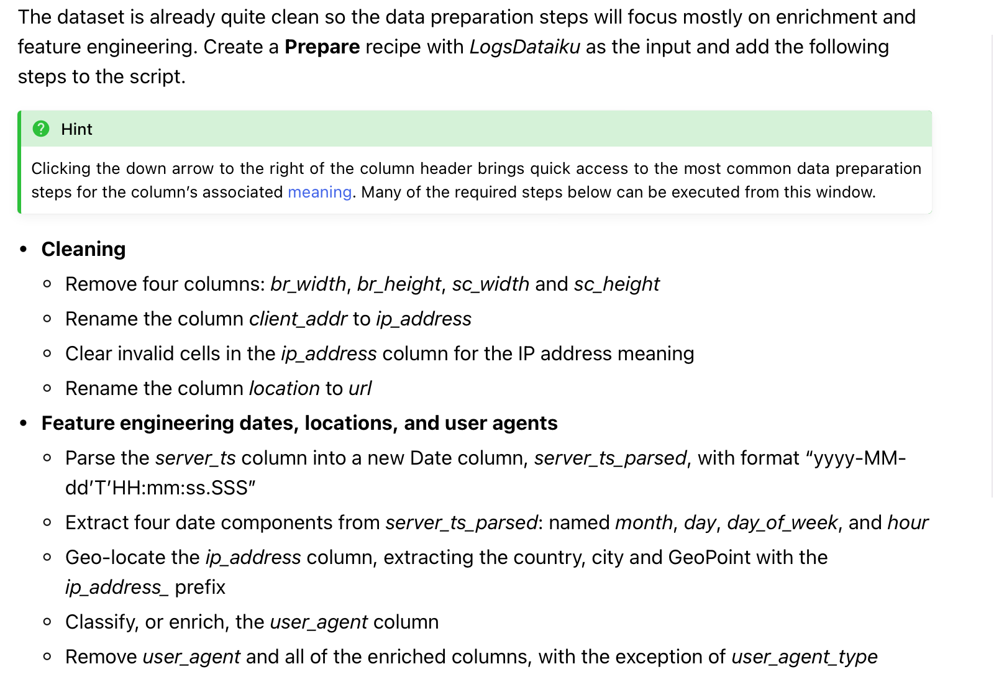 The dataset is already quite clean so the data preparation steps will focus mostly on enrichment and
feature engineering. Create a Prepare recipe with LogsDataiku as the input and add the following
steps to the script.
Hint
Clicking the down arrow to the right of the column header brings quick access to the most common data preparation
steps for the column’s associated meaning. Many of the required steps below can be executed from this window.
• Cleaning
Remove four columns: br_width, br_height, sc_width and sc_height
Rename the column client_addr to ip_address
Clear invalid cells in the ip_address column for the IP address meaning
Rename the column location to url
• Feature engineering dates, locations, and user agents
Parse the server_ts column into a new Date column, server_ts_parsed, with format “yyyy-MM-
dd’T’HH:mm:ss.SSS”
Extract four date components from server_ts_parsed: named month, day, day_of_week, and hour
Geo-locate the ip_address column, extracting the country, city and GeoPoint with the
ip_address_ prefix
Classify, or enrich, the user_agent column
Remove user_agent and all of the enriched columns, with the exception of user_agent_type